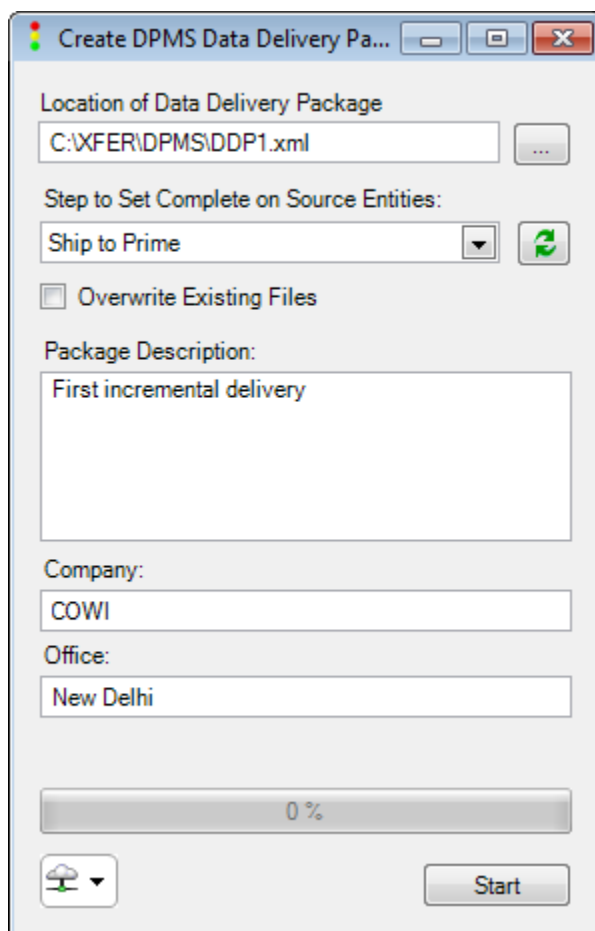 Create DPMS Data Delivery Pa...
Location of Data Delivery Package
C:\XFER\DPMS\DDP1.xml
...
Step to Set Complete on Source Entities:
Ship to Prime
Overwrite Existing Files
Package Description:
First incremental delivery
Company:
COWI
Office:
New Delhi
0 %
Start